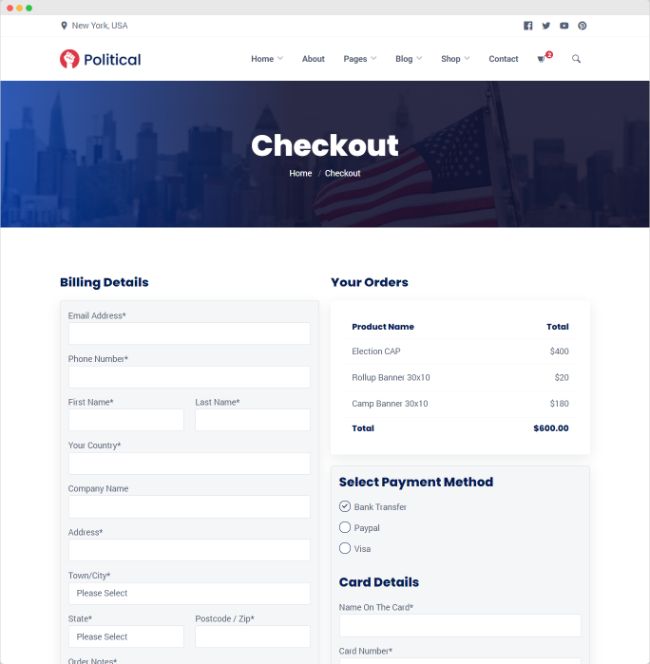 New York, USA
Political
Home About Pages Blog Shop Contact 2
Checkout
Home / Checkout
Billing Details
Email Address*
Phone Number*
First Name* Last Name*
Your Country*
Company Name
Address*
Town/City*
Please Select
State* Postcode / Zip*
Please Select
Order Notes*
Your Orders
Product Name Total
Election CAP $400
Rollup Banner 30x10 $20
Camp Banner 30x10 $180
Total $600.00
Select Payment Method
Bank Transfer
Paypal
Visa
Card Details
Name On The Card*
Card Number*